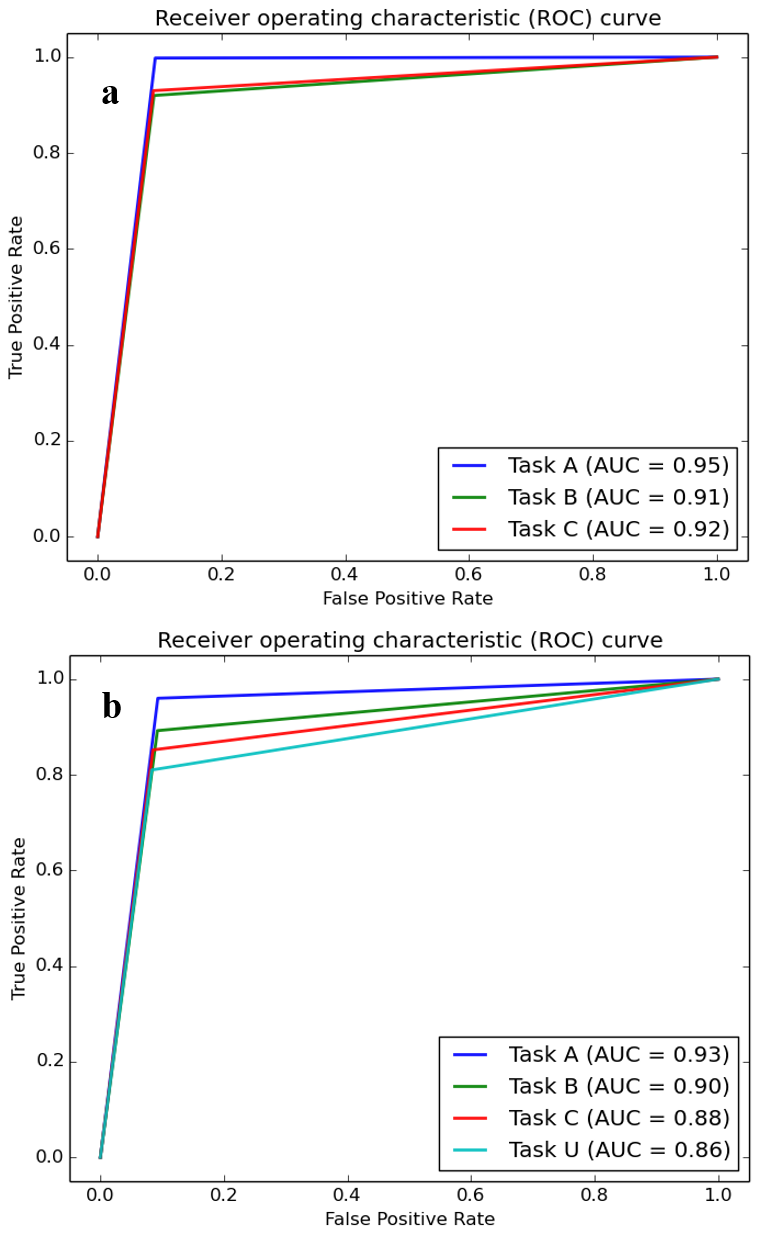 Receiver operating characteristic (ROC) curve
a
1.0
0.8
0.6
0.4
0.2
0.0
True Positive Rate
Task A (AUC = 0.95)
Task B (AUC = 0.91)
Task C (AUC = 0.92)
0.0 0.2 0.4 0.6 0.8 1.0
False Positive Rate
Receiver operating characteristic (ROC) curve
b
1.0
0.8
0.6
0.4
0.2
0.0
True Positive Rate
Task A (AUC = 0.93)
Task B (AUC = 0.90)
Task C (AUC = 0.88)
Task U (AUC = 0.86)
0.0 0.2 0.4 0.6 0.8 1.0
False Positive Rate